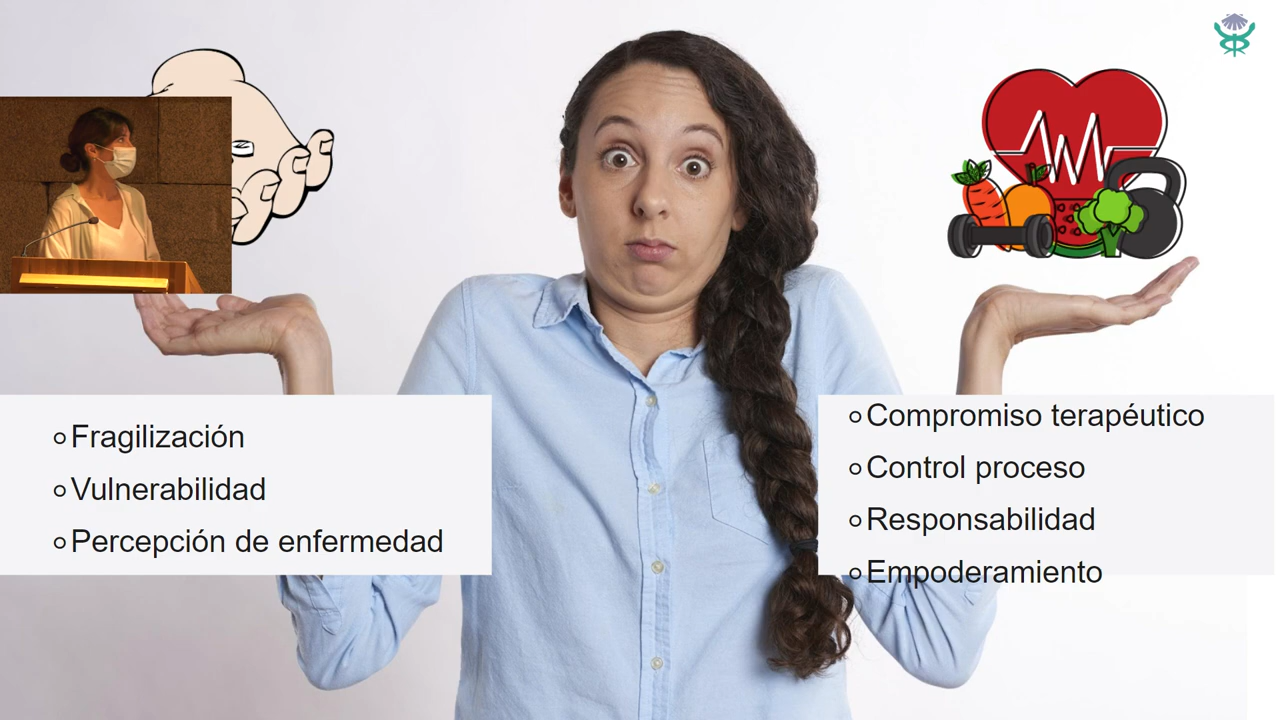 Fragilización
Vulnerabilidad
Percepción de enfermedad
Compromiso terapéutico
Control proceso
Responsabilidad
Empoderamiento